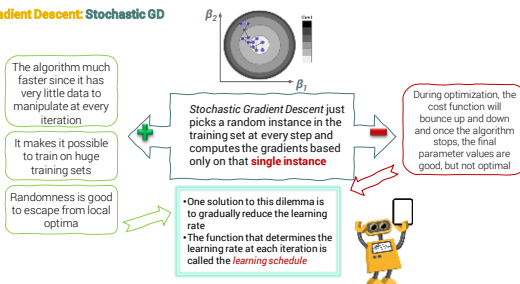 adient Descent: Stochastic GD
β2
Cost
β1
The algorithm much
faster since it has
very little data to
manipulate at every
iteration
It makes it possible
to train on huge
training sets
Randomness is good
to escape from local
optima
Stochastic Gradient Descent just
picks a random instance in the
training set at every step and
computes the gradients based
only on that single instance
During optimization, the
cost function will
bounce up and down
and once the algorithm
stops, the final
parameter values are
good, but not optimal
•One solution to this dilemma is
to gradually reduce the learning
rate
•The function that determines the
learning rate at each iteration is
called the learning schedule